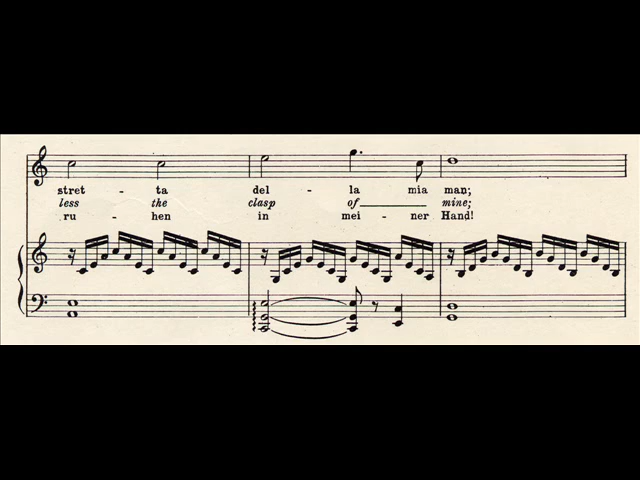 stret - ta del - la mia man;
less the clasp of mine;
ru - hen in mei - ner Hand!